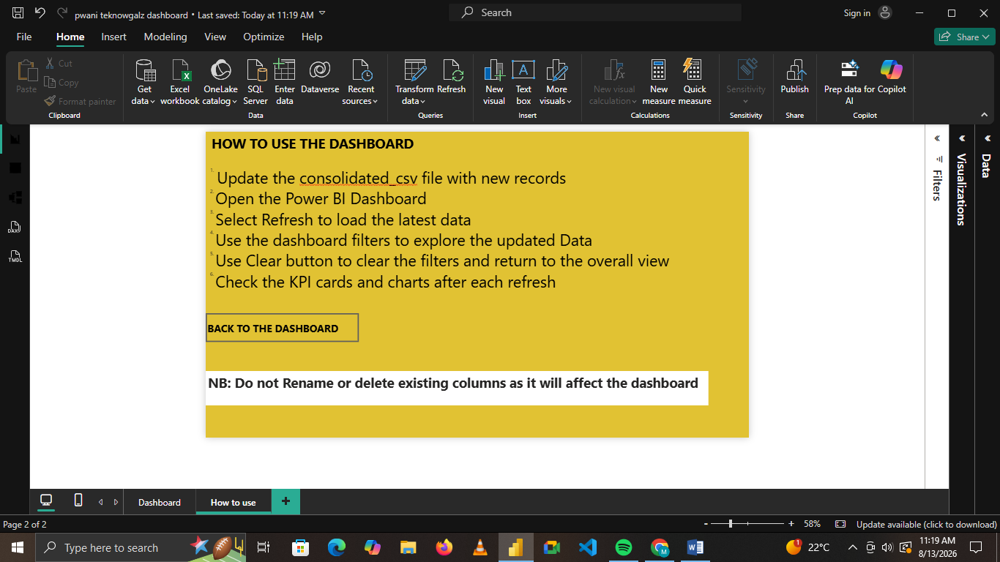 pwani teknowgalz dashboard • Last saved: Today at 11:19 AM
Search
Sign in
File
Home
Insert
Modeling
View
Optimize
Help
Share
Paste
Cut
Copy
Format painter
Clipboard
Get data
Excel workbook
OneLake catalog
SQL Server
Enter data
Dataverse
Recent sources
Data
Transform data
Refresh
Queries
New visual
Text box
More visuals
Insert
New visual calculation
New measure
Quick measure
Calculations
Sensitivity
Sensitivity
Publish
Share
Prep data for AI
Copilot
Copilot
DAX
TMDL
HOW TO USE THE DASHBOARD
1. Update the consolidated_csv file with new records
2. Open the Power BI Dashboard
3. Select Refresh to load the latest data
4. Use the dashboard filters to explore the updated Data
5. Use Clear button to clear the filters and return to the overall view
6. Check the KPI cards and charts after each refresh
BACK TO THE DASHBOARD
NB: Do not Rename or delete existing columns as it will affect the dashboard
Filters
Visualizations
Data
Dashboard
How to use
Page 2 of 2
- + 58%
Update available (click to download)
Type here to search
1
22°C
11:19 AM
8/13/2026